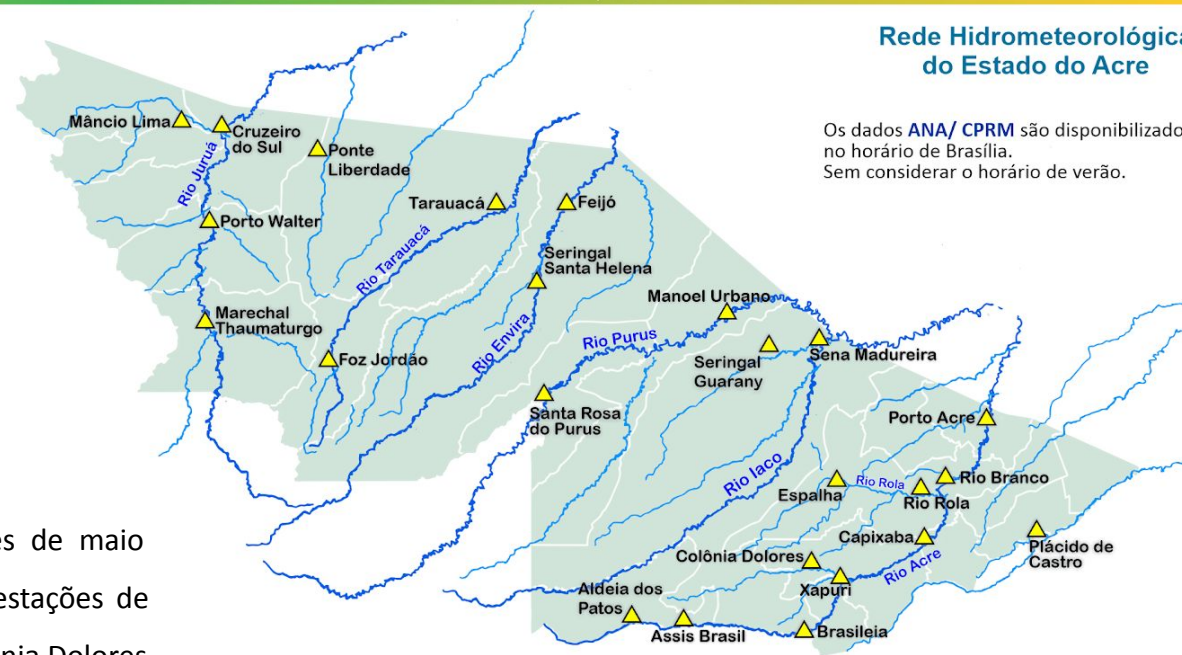 Rede Hidrometeorológica
do Estado do Acre
Os dados ANA/ CPRM são disponibilizado
no horário de Brasília.
Sem considerar o horário de verão.
Mâncio Lima
Cruzeiro
do Sul
Ponte
Liberdade
Rio Juruá
Porto Walter
Tarauacá
Feijó
Rio Tarauacá
Seringal
Santa Helena
Manoel Urbano
Marechal
Thaumaturgo
Foz Jordão
Rio Envira
Rio Purus
Seringal
Guarany
Sena Madureira
Santa Rosa
do Purus
Porto Acre
Rio Iaco
Espalha
Rio Rola
Rio Branco
Rio Rola
Capixaba
Plácido de
Castro
Colônia Dolores
Rio Acre
Xapuri
Aldeia dos
Patos
Assis Brasil
Brasileia
es de maio
estações de
nia Dolores